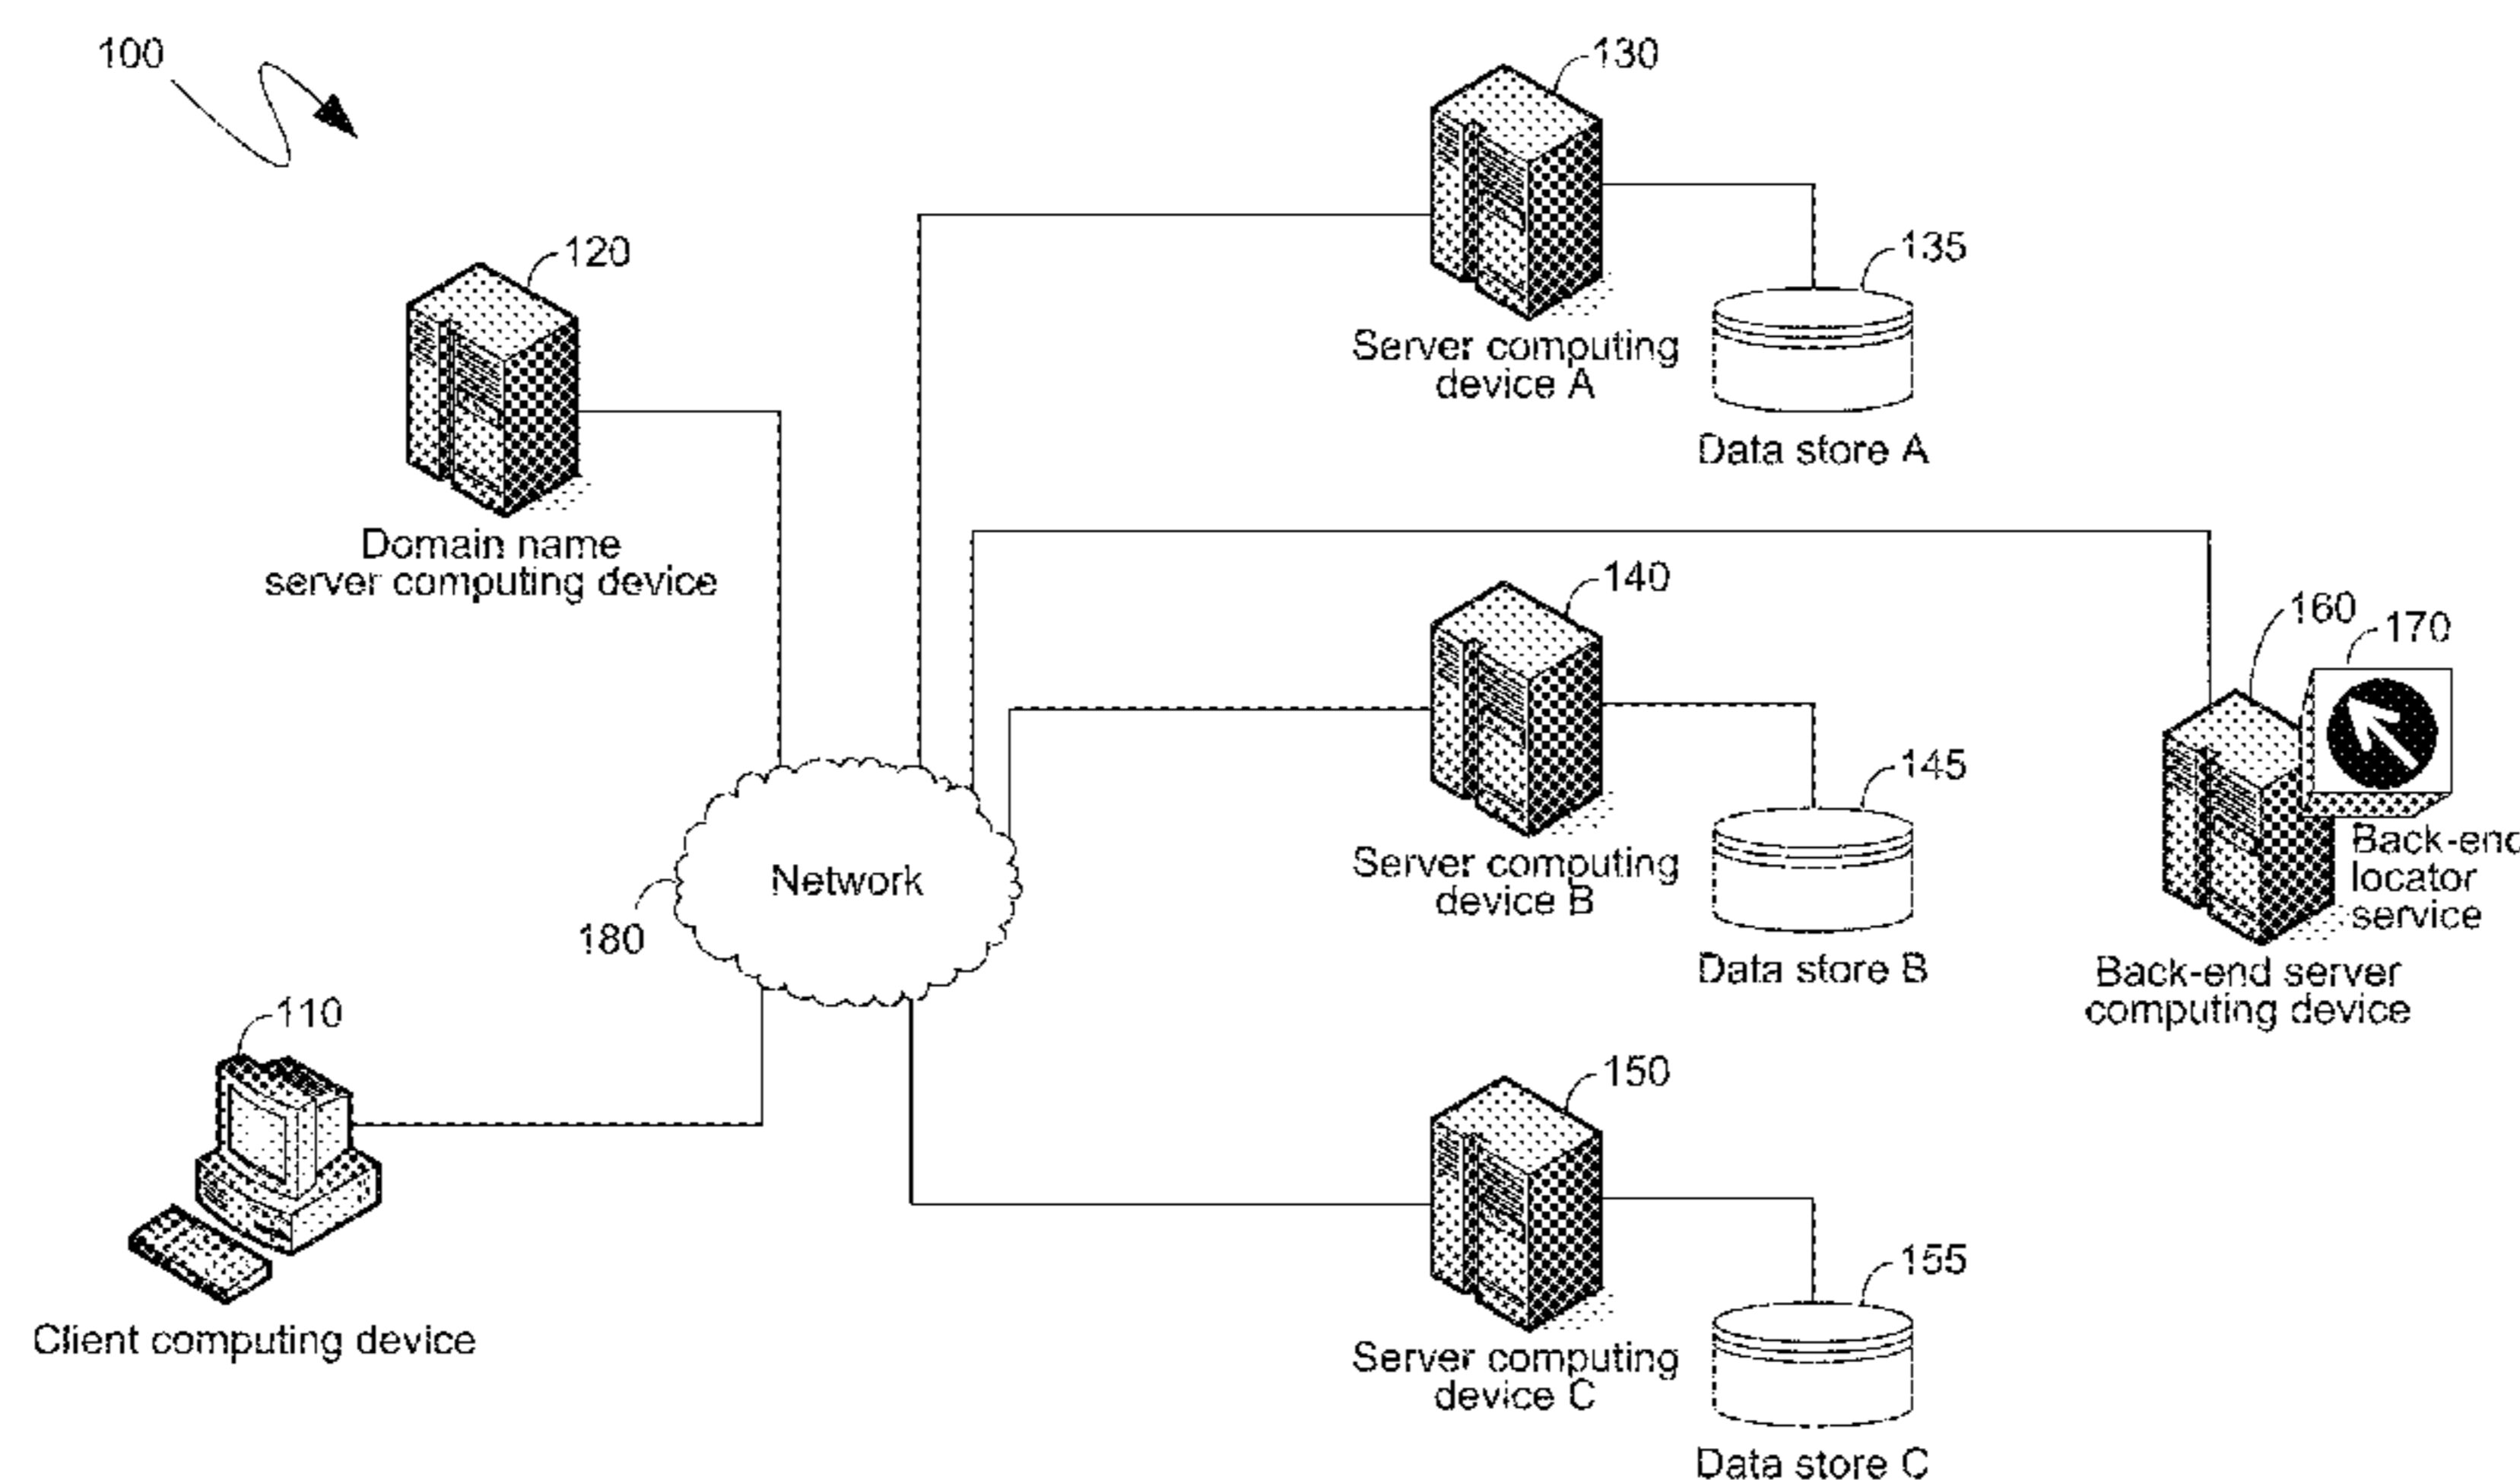 100
130
120
135
Server computing
device A
Data store A
Domain name
server computing device
140
160
170
145
Network
180
Server computing
device B
Data store B
Back-end
locator
service
Back-end server
computing device
110
150
Client computing device
155
Server computing
device C
Data store C